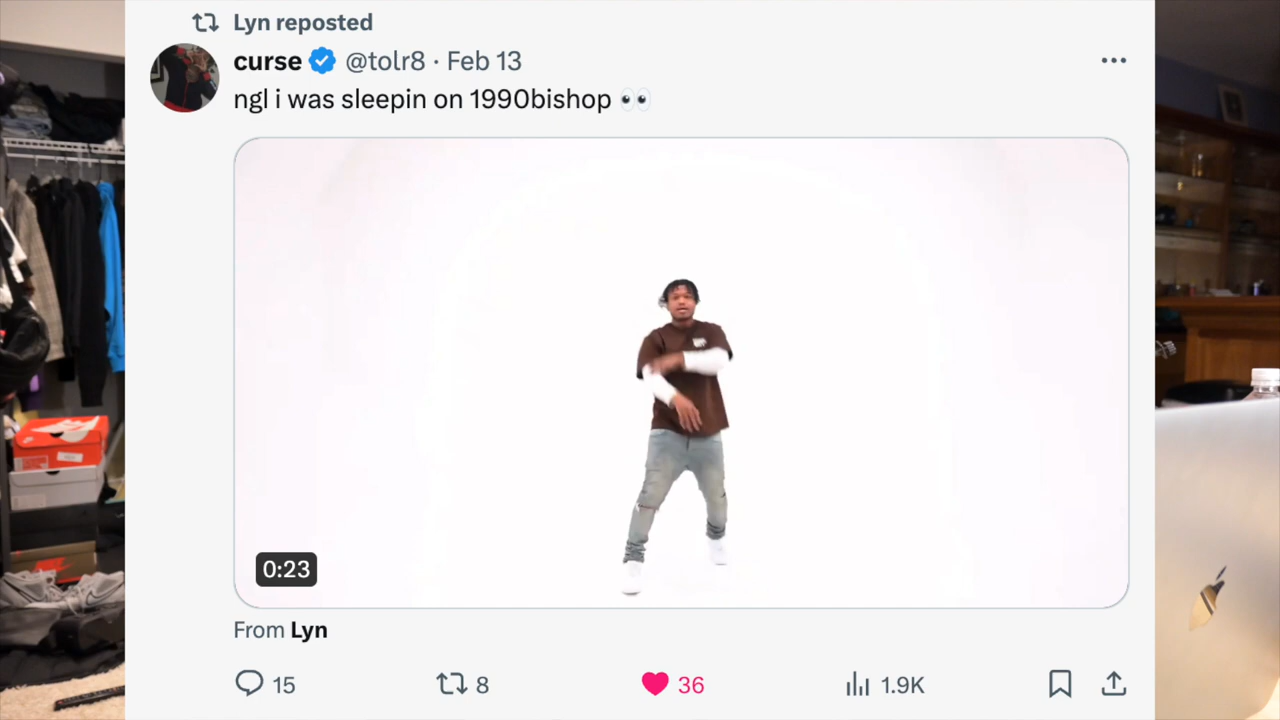 Lyn reposted
curse @tolr8 · Feb 13
ngl i was sleepin on 1990bishop 👀
0:23
From Lyn
15 8 36 1.9K